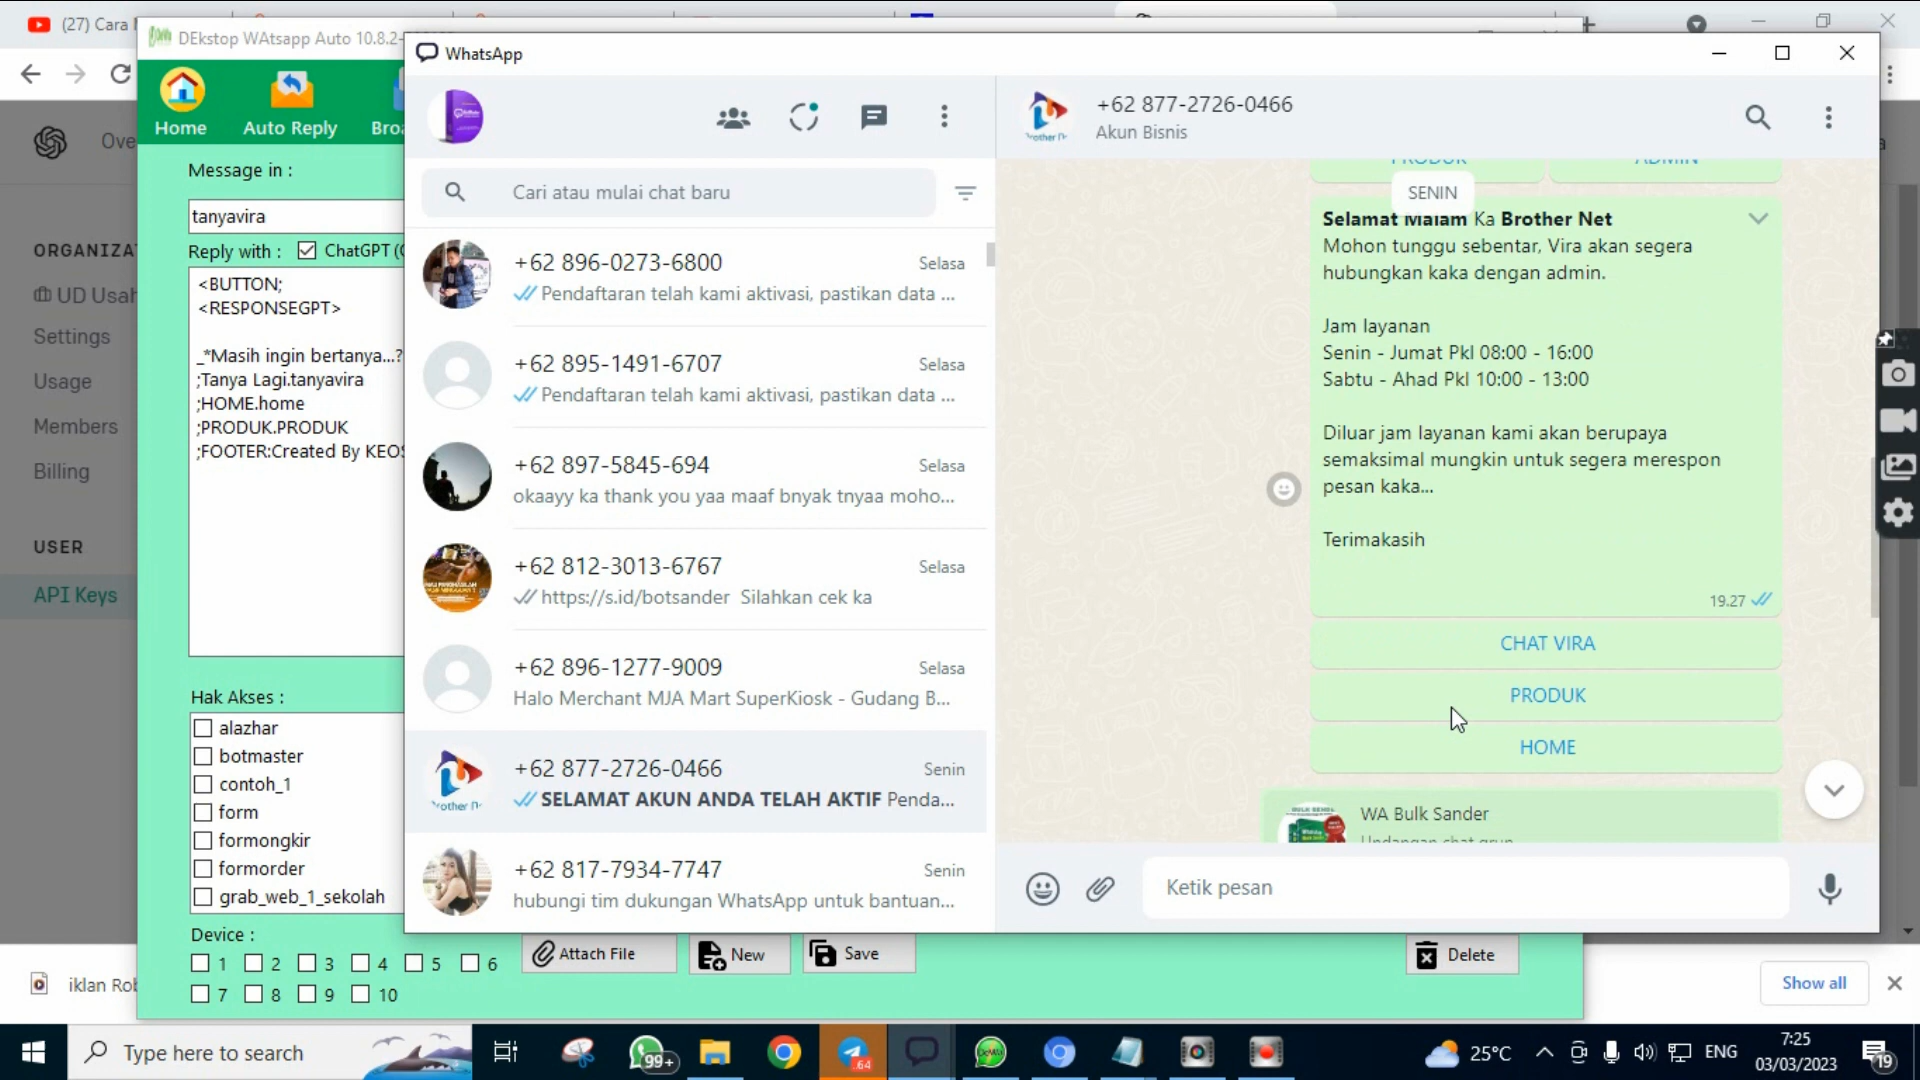 (27) Cara
DEkstop WAtsapp Auto 10.8.2-
Home
Auto Reply
Message in :
tanyavira
Reply with :
ChatGPT
<BUTTON;
<RESPONSEGPT>
_*Masih ingin bertanya...?
;Tanya Lagi.tanyavira
;HOME.home
;PRODUK.PRODUK
;FOOTER:Created By KEOS
Hak Akses :
alazhar
botmaster
contoh_1
form
formongkir
formorder
grab_web_1_sekolah
Device :
1 2 3 4 5 6
7 8 9 10
Attach File
New
Save
Delete
Settings
Usage
Members
Billing
USER
API Keys
WhatsApp
Cari atau mulai chat baru
+62 896-0273-6800
Selasa
Pendaftaran telah kami aktivasi, pastikan data ...
+62 895-1491-6707
Selasa
Pendaftaran telah kami aktivasi, pastikan data ...
+62 897-5845-694
Selasa
okaayy ka thank you yaa maaf bnyak tnyaa moho...
+62 812-3013-6767
Selasa
https://s.id/botsander Silahkan cek ka
+62 896-1277-9009
Selasa
Halo Merchant MJA Mart SuperKiosk - Gudang B...
+62 877-2726-0466
Senin
SELAMAT AKUN ANDA TELAH AKTIF Penda...
+62 817-7934-7747
Senin
hubungi tim dukungan WhatsApp untuk bantuan...
+62 877-2726-0466
Akun Bisnis
PRODUK
ADMIN
SENIN
Selamat Malam Ka Brother Net
Mohon tunggu sebentar, Vira akan segera
hubungkan kaka dengan admin.
Jam layanan
Senin - Jumat Pkl 08:00 - 16:00
Sabtu - Ahad Pkl 10:00 - 13:00
Diluar jam layanan kami akan berupaya
semaksimal mungkin untuk segera merespon
pesan kaka...
Terimakasih
19.27
CHAT VIRA
PRODUK
HOME
WA Bulk Sander
Undangan chat grup
Ketik pesan
Show all
Type here to search
99+
64
25°C
ENG
7:25
03/03/2023
19